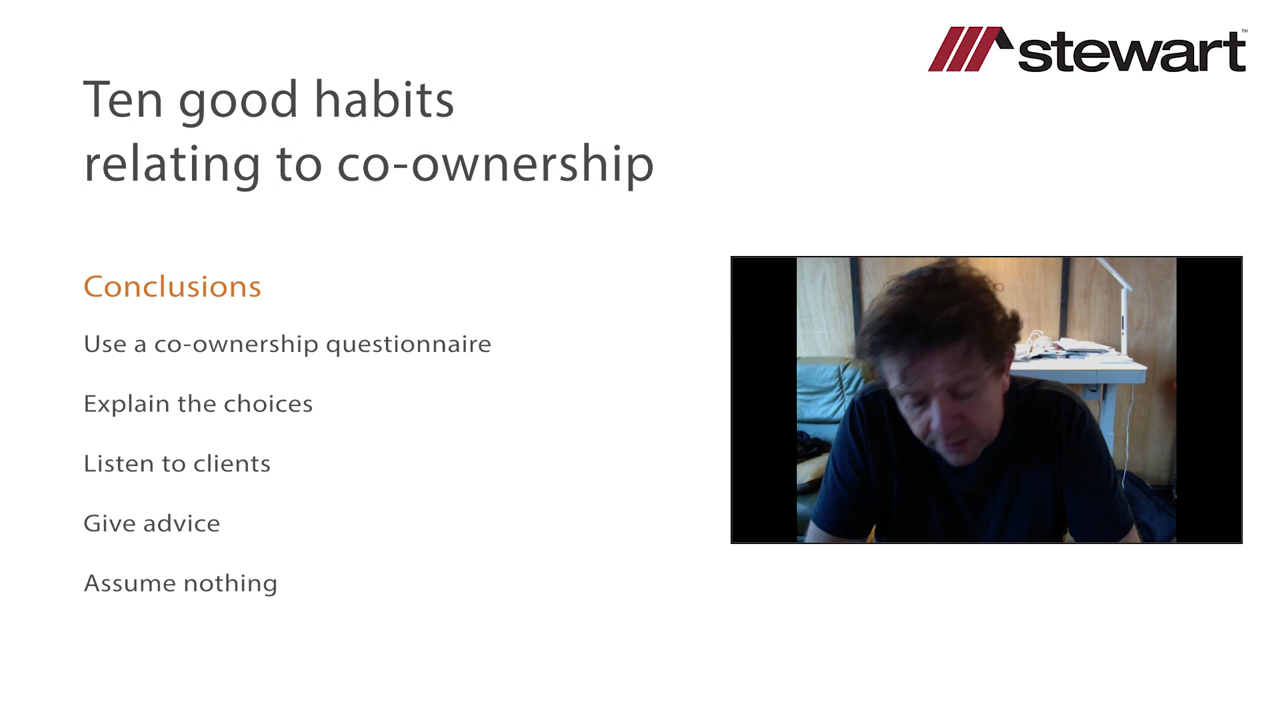 stewart™
Ten good habits
relating to co-ownership
Conclusions
Use a co-ownership questionnaire
Explain the choices
Listen to clients
Give advice
Assume nothing